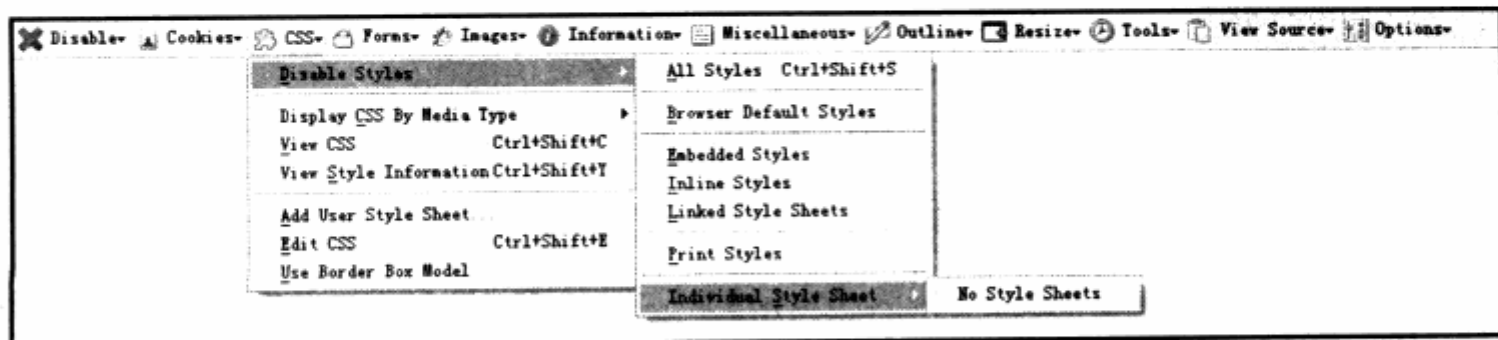 Disable▾ Cookies▾ CSS▾ Forms▾ Images▾ Information▾ Miscellaneous▾ Outline▾ Resize▾ Tools▾ View Source▾ Options▾
Disable Styles
Display CSS By Media Type
View CSS Ctrl+Shift+C
View Style Information Ctrl+Shift+Y
Add User Style Sheet...
Edit CSS Ctrl+Shift+E
Use Border Box Model
All Styles Ctrl+Shift+S
Browser Default Styles
Embedded Styles
Inline Styles
Linked Style Sheets
Print Styles
Individual Style Sheet
No Style Sheets